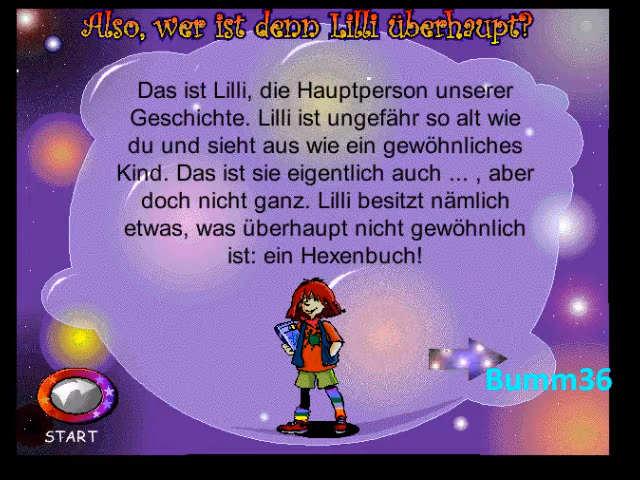 Also, wer ist denn Lilli überhaupt?
Das ist Lilli, die Hauptperson unserer
Geschichte. Lilli ist ungefähr so alt wie
du und sieht aus wie ein gewöhnliches
Kind. Das ist sie eigentlich auch ... , aber
doch nicht ganz. Lilli besitzt nämlich
etwas, was überhaupt nicht gewöhnlich
ist: ein Hexenbuch!
Bumm36
START